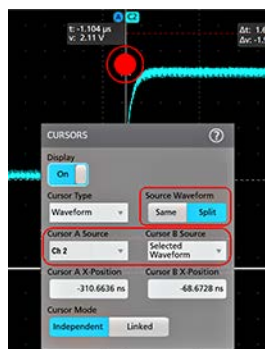 A C2
t: -1.104 µs
v: 2.11 V
Δt: 1.6
Δv: -1.
CURSORS
?
Display
On
Cursor Type
Source Waveform
Waveform
Same
Split
Cursor A Source
Cursor B Source
Ch 2
Selected
Waveform
Cursor A X-Position
Cursor B X-Position
-310.6636 ns
-68.6728 ns
Cursor Mode
Independent
Linked